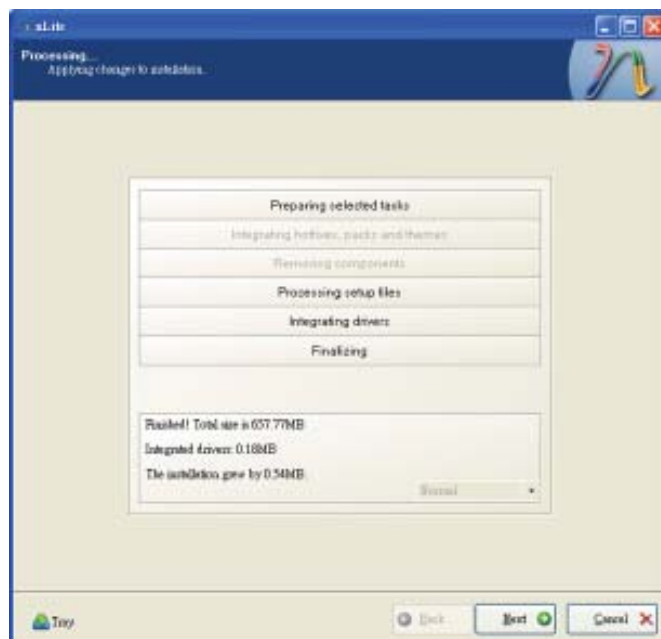 nLite
Processing...
Applying changes to installation.
Preparing selected tasks
Integrating hotfixes, packs and themes
Removing components
Processing setup files
Integrating drivers
Finalizing
Finished! Total size is 657.77MB
Integrated drivers: 0.18MB
The installation grew by 0.54MB.
Normal
Tray
Back
Next
Cancel